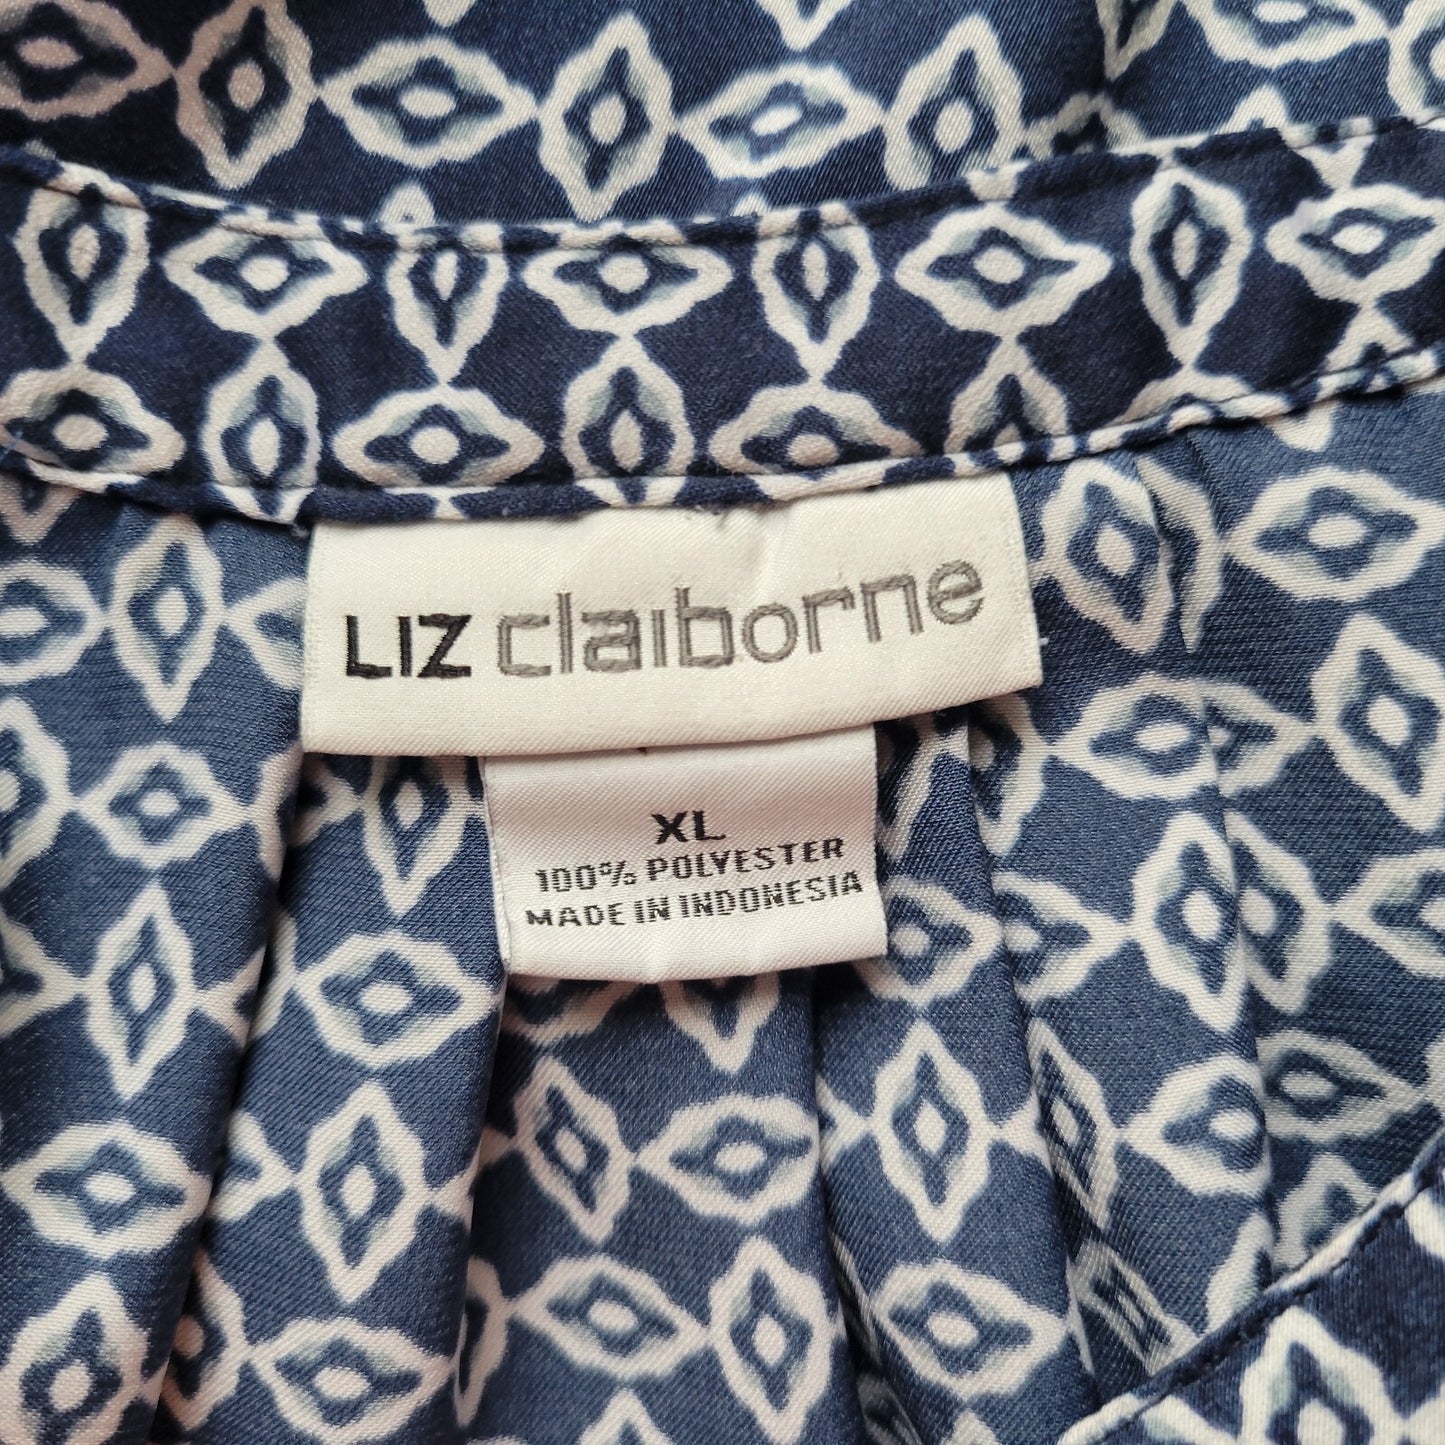 LIZ claiborne
XL
100% POLYESTER
MADE IN INDONESIA